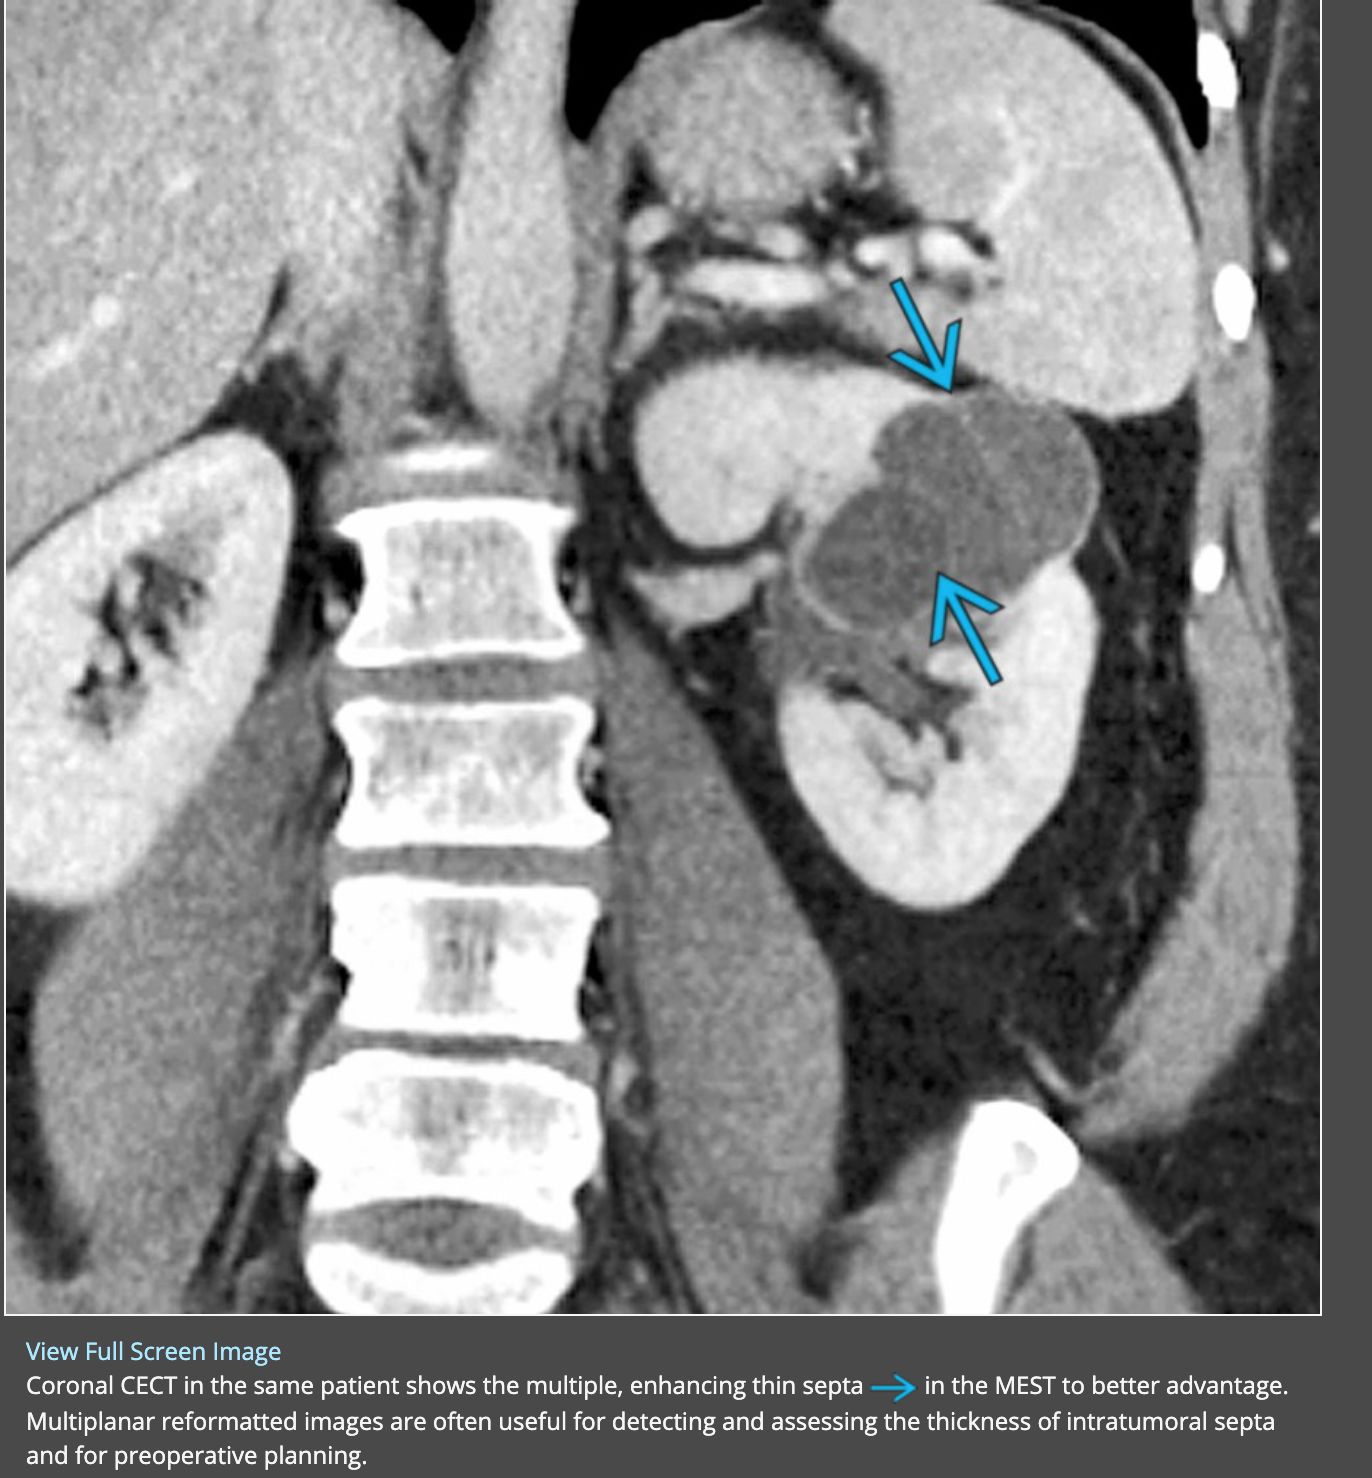 View Full Screen Image
Coronal CECT in the same patient shows the multiple, enhancing thin septa → in the MEST to better advantage.
Multiplanar reformatted images are often useful for detecting and assessing the thickness of intratumoral septa
and for preoperative planning.